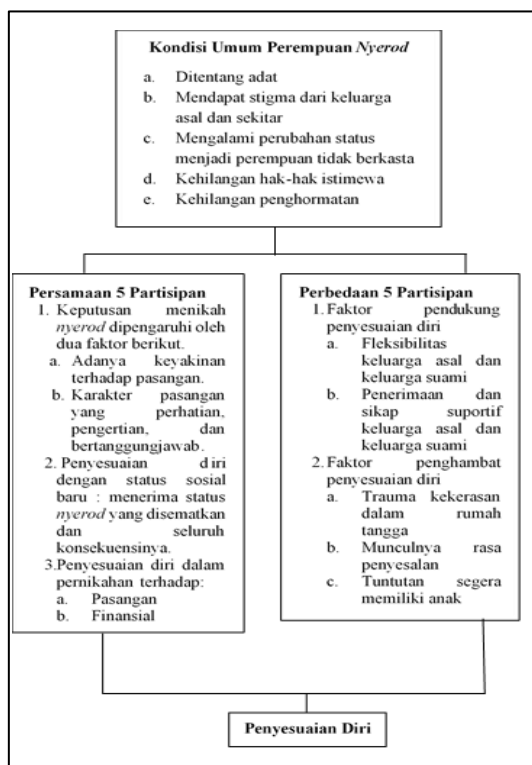 Kondisi Umum Perempuan Nyerod
a. Ditentang adat
b. Mendapat stigma dari keluarga
asal dan sekitar
c. Mengalami perubahan status
menjadi perempuan tidak berkasta
d. Kehilangan hak-hak istimewa
e. Kehilangan penghormatan
Persamaan 5 Partisipan
1. Keputusan menikah
nyerod dipengaruhi oleh
dua faktor berikut.
a. Adanya keyakinan
terhadap pasangan.
b. Karakter pasangan
yang perhatian,
pengertian, dan
bertanggungjawab.
2. Penyesuaian diri
dengan status sosial
baru : menerima status
nyerod yang disematkan
dan seluruh
konsekuensinya.
3.Penyesuaian diri dalam
pernikahan terhadap:
a. Pasangan
b. Finansial
Perbedaan 5 Partisipan
1. Faktor pendukung
penyesuaian diri
a. Fleksibilitas
keluarga asal dan
keluarga suami
b. Penerimaan dan
sikap suportif
keluarga asal dan
keluarga suami
2. Faktor penghambat
penyesuaian diri
a. Trauma kekerasan
dalam rumah
tangga
b. Munculnya rasa
penyesalan
c. Tuntutan segera
memiliki anak
Penyesuaian Diri